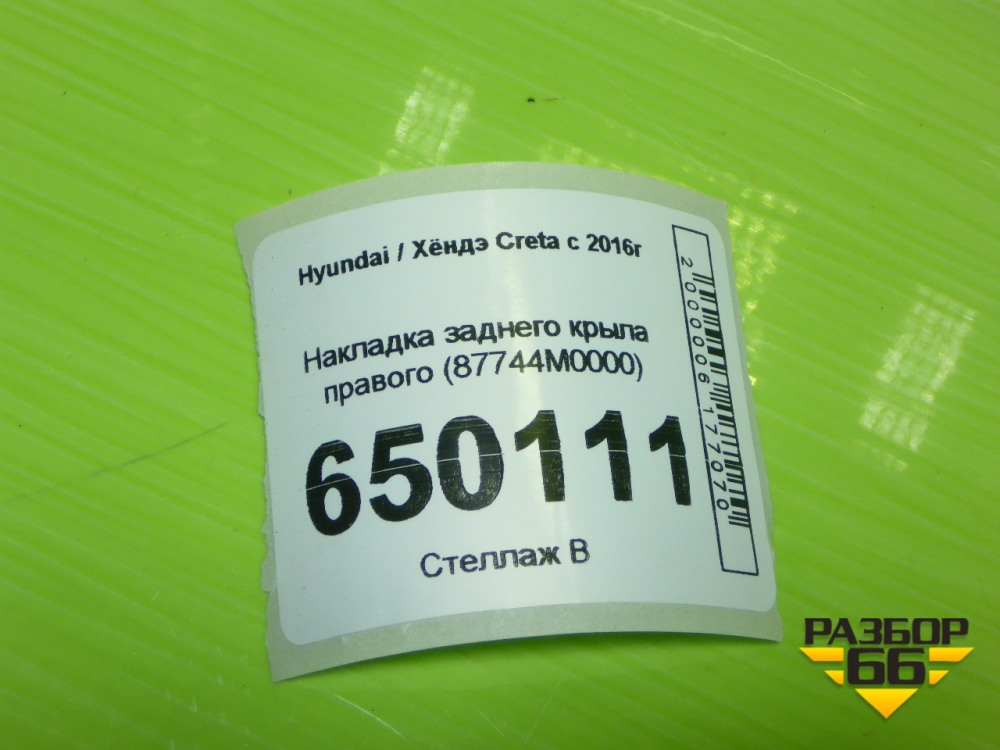 Hyundai / Хёндэ Creta с 2016г
Накладка заднего крыла
правого (87744M0000)
650111
Стеллаж В
2000006177070
РАЗБОР
66